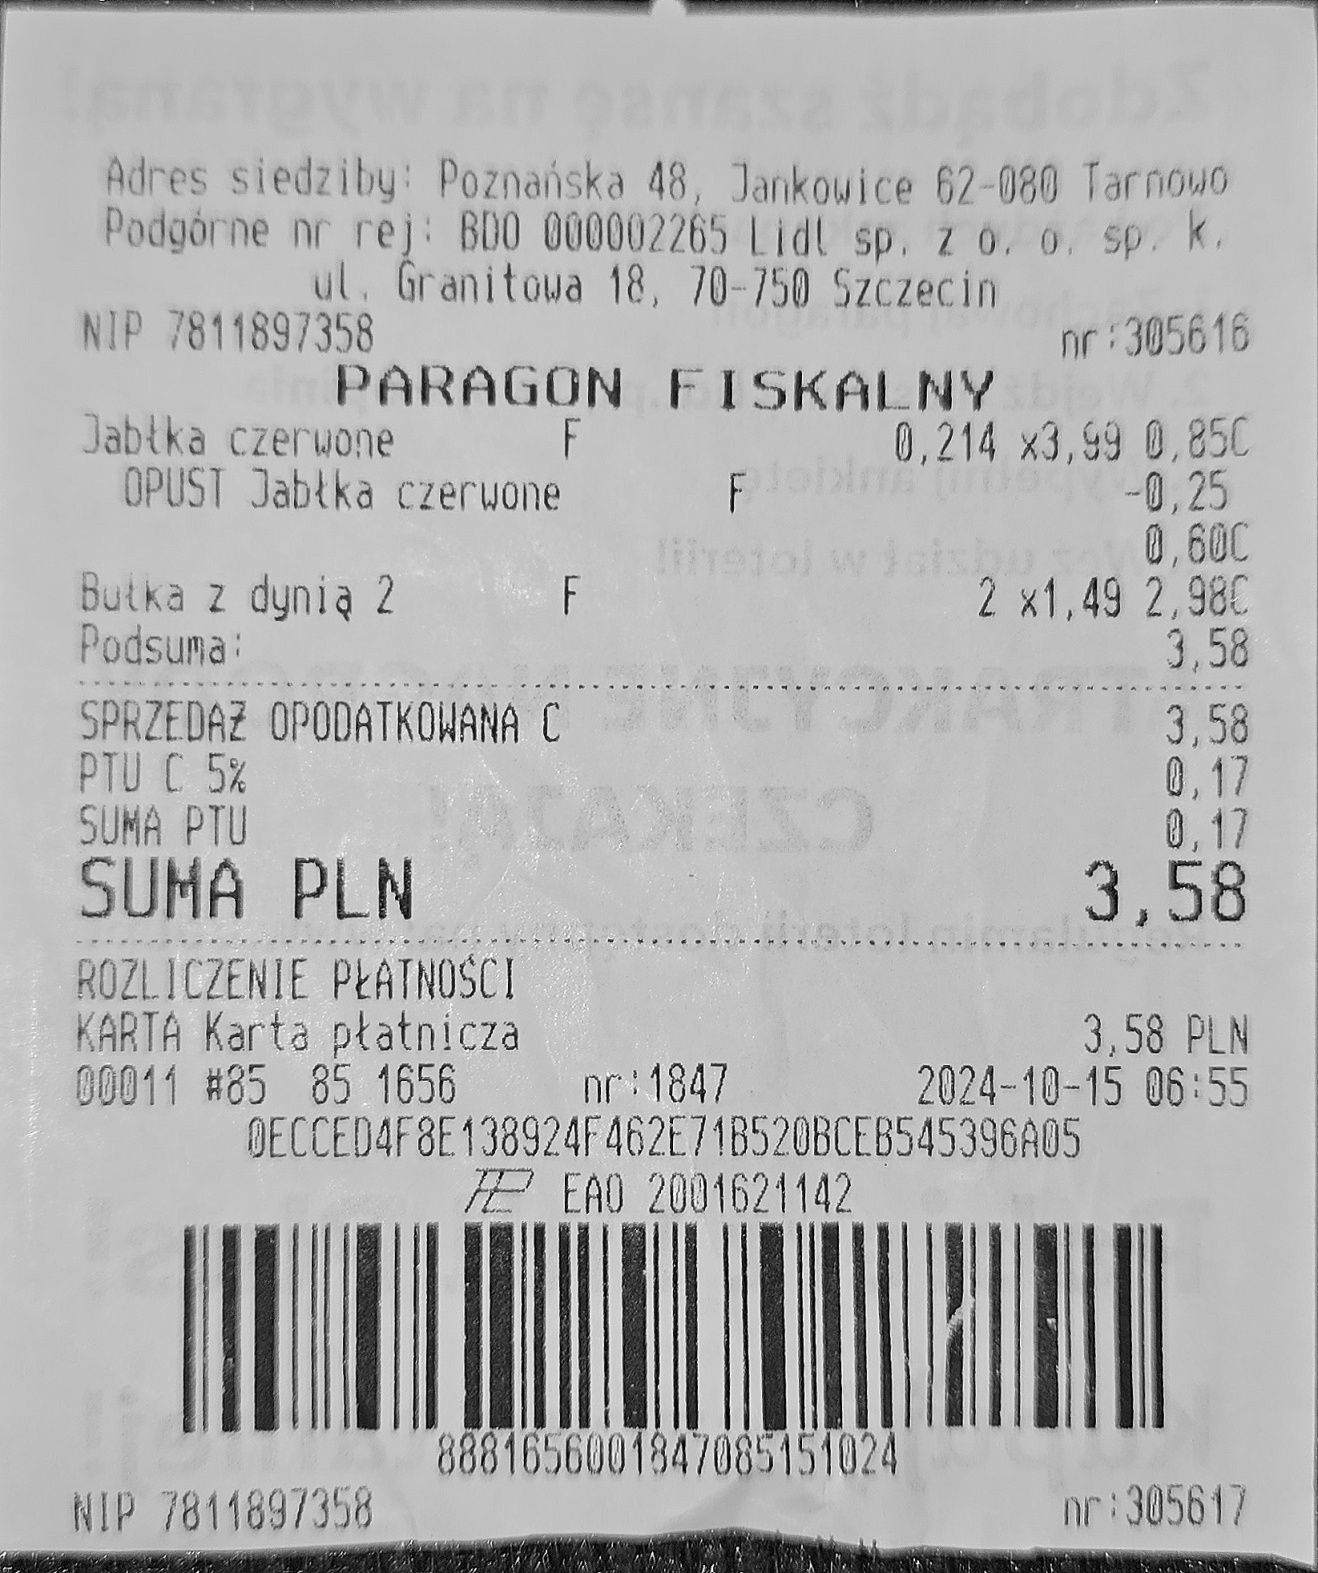 Adres siedziby: Poznańska 48, Jankowice 62-080 Tarnowo
Podgórne nr rej: BDO 000002265 Lidl sp. z o. o. sp. k.
ul. Granitowa 18, 70-750 Szczecin
NIP 7811897358 nr:305616
PARAGON FISKALNY
Jabłka czerwone F 0,214 x3,99 0,85C
OPUST Jabłka czerwone F -0,25
0,60C
Bułka z dynią 2 F 2 x1,49 2,98C
Podsuma: 3,58
SPRZEDAŻ OPODATKOWANA C 3,58
PTU C 5% 0,17
SUMA PTU 0,17
SUMA PLN 3,58
ROZLICZENIE PŁATNOŚCI
KARTA Karta płatnicza 3,58 PLN
00011 #85 85 1656 nr:1847 2024-10-15 06:55
0ECCED4F8E138924F462E71B520BCEB545396A05
EAO 2001621142
8881656001847085151024
NIP 7811897358 nr:305617